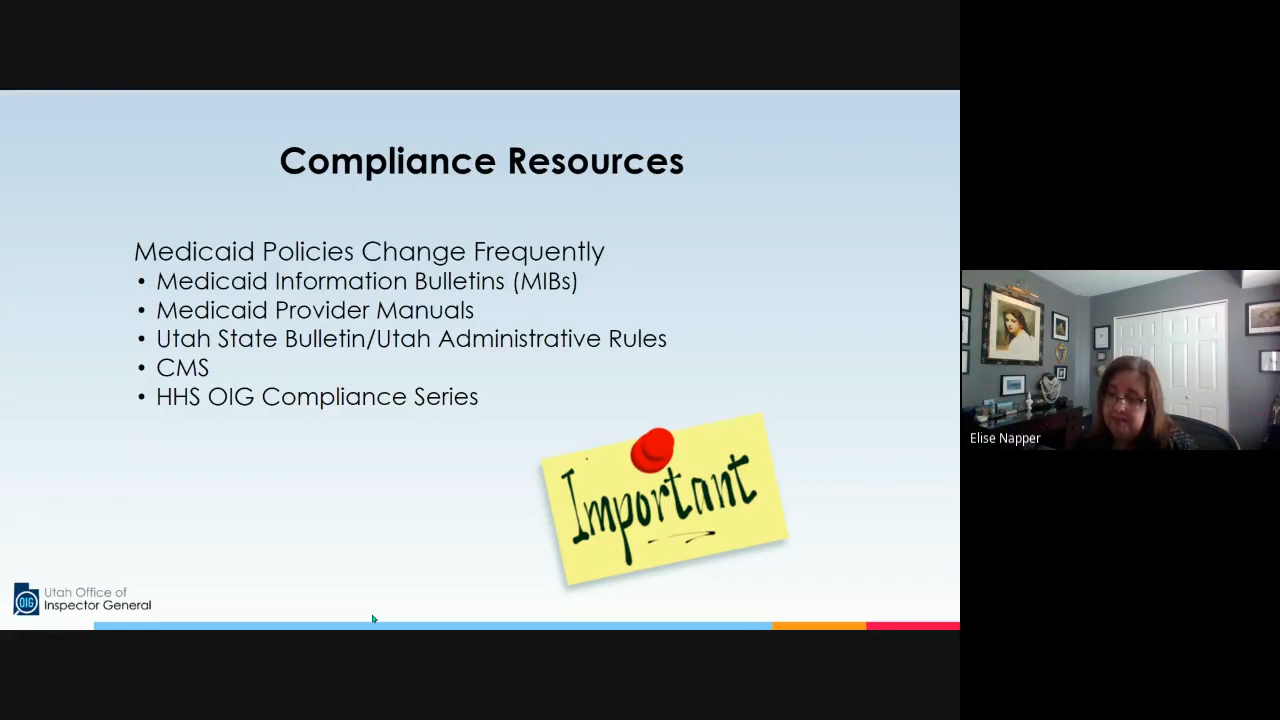 Compliance Resources
Medicaid Policies Change Frequently
• Medicaid Information Bulletins (MIBs)
• Medicaid Provider Manuals
• Utah State Bulletin/Utah Administrative Rules
• CMS
• HHS OIG Compliance Series
Important
OIG
Utah Office of
Inspector General
Elise Napper